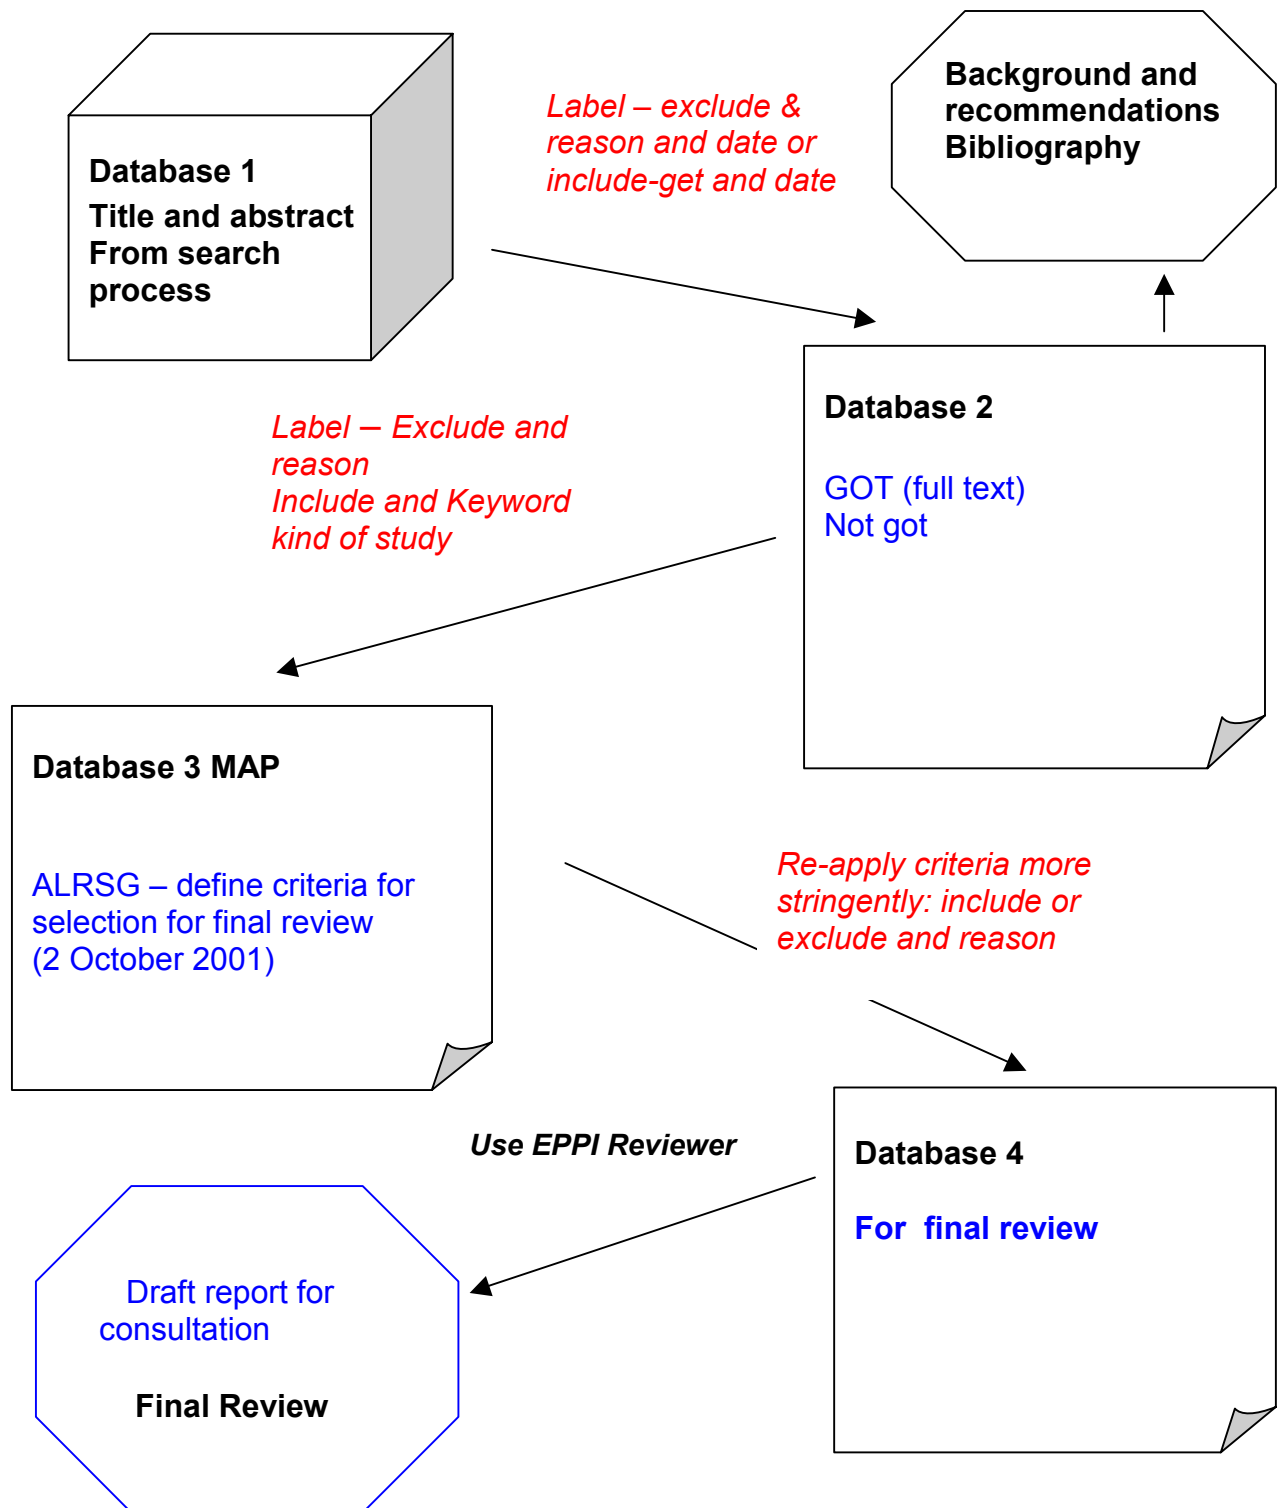 Database 1
Title and abstract
From search
process
Label – exclude &
reason and date or
include-get and date
Background and
recommendations
Bibliography
Label – Exclude and
reason
Include and Keyword
kind of study
Database 2
GOT (full text)
Not got
Database 3 MAP
ALRSG – define criteria for
selection for final review
(2 October 2001)
Re-apply criteria more
stringently: include or
exclude and reason
Use EPPI Reviewer
Database 4
For  final review
Draft report for
consultation
Final Review